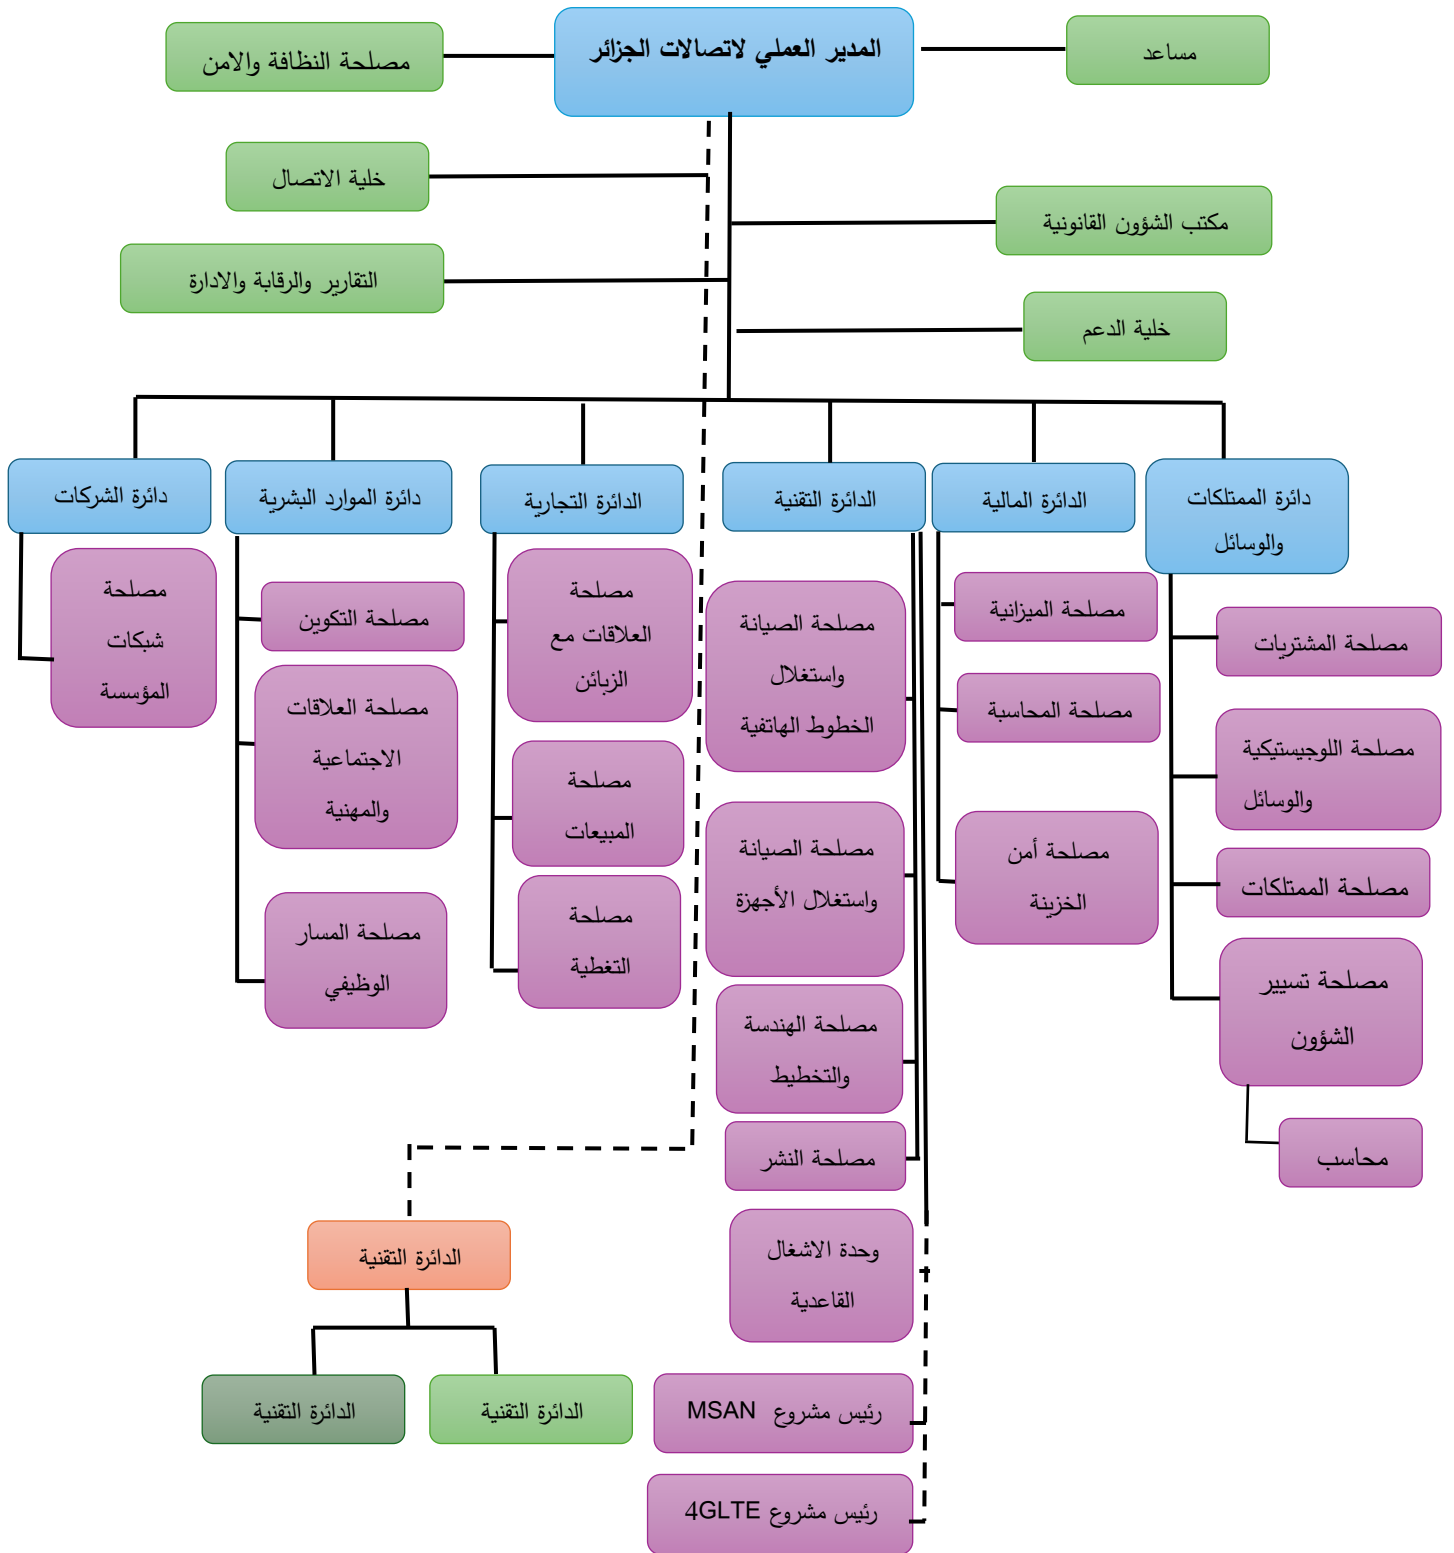 المدير العملي لاتصالات الجزائر
مساعد
مصلحة النظافة والامن
خلية الاتصال
مكتب الشؤون القانونية
التقارير والرقابة والادارة
خلية الدعم
دائرة الممتلكات
والوسائل
الدائرة المالية
الدائرة التقنية
الدائرة التجارية
دائرة الموارد البشرية
دائرة الشركات
مصلحة المشتريات
مصلحة اللوجيستيكية
والوسائل
مصلحة الممتلكات
مصلحة تسيير
الشؤون
محاسب
مصلحة الميزانية
مصلحة المحاسبة
مصلحة أمن
الخزينة
مصلحة الصيانة
واستغلال
الخطوط الهاتفية
مصلحة الصيانة
واستغلال الأجهزة
مصلحة الهندسة
والتخطيط
مصلحة النشر
وحدة الاشغال
القاعدية
رئيس مشروع MSAN
رئيس مشروع 4GLTE
مصلحة
العلاقات مع
الزبائن
مصلحة
المبيعات
مصلحة
التغطية
مصلحة التكوين
مصلحة العلاقات
الاجتماعية
والمهنية
مصلحة المسار
الوظيفي
مصلحة
شبكات
المؤسسة
الدائرة التقنية
الدائرة التقنية
الدائرة التقنية